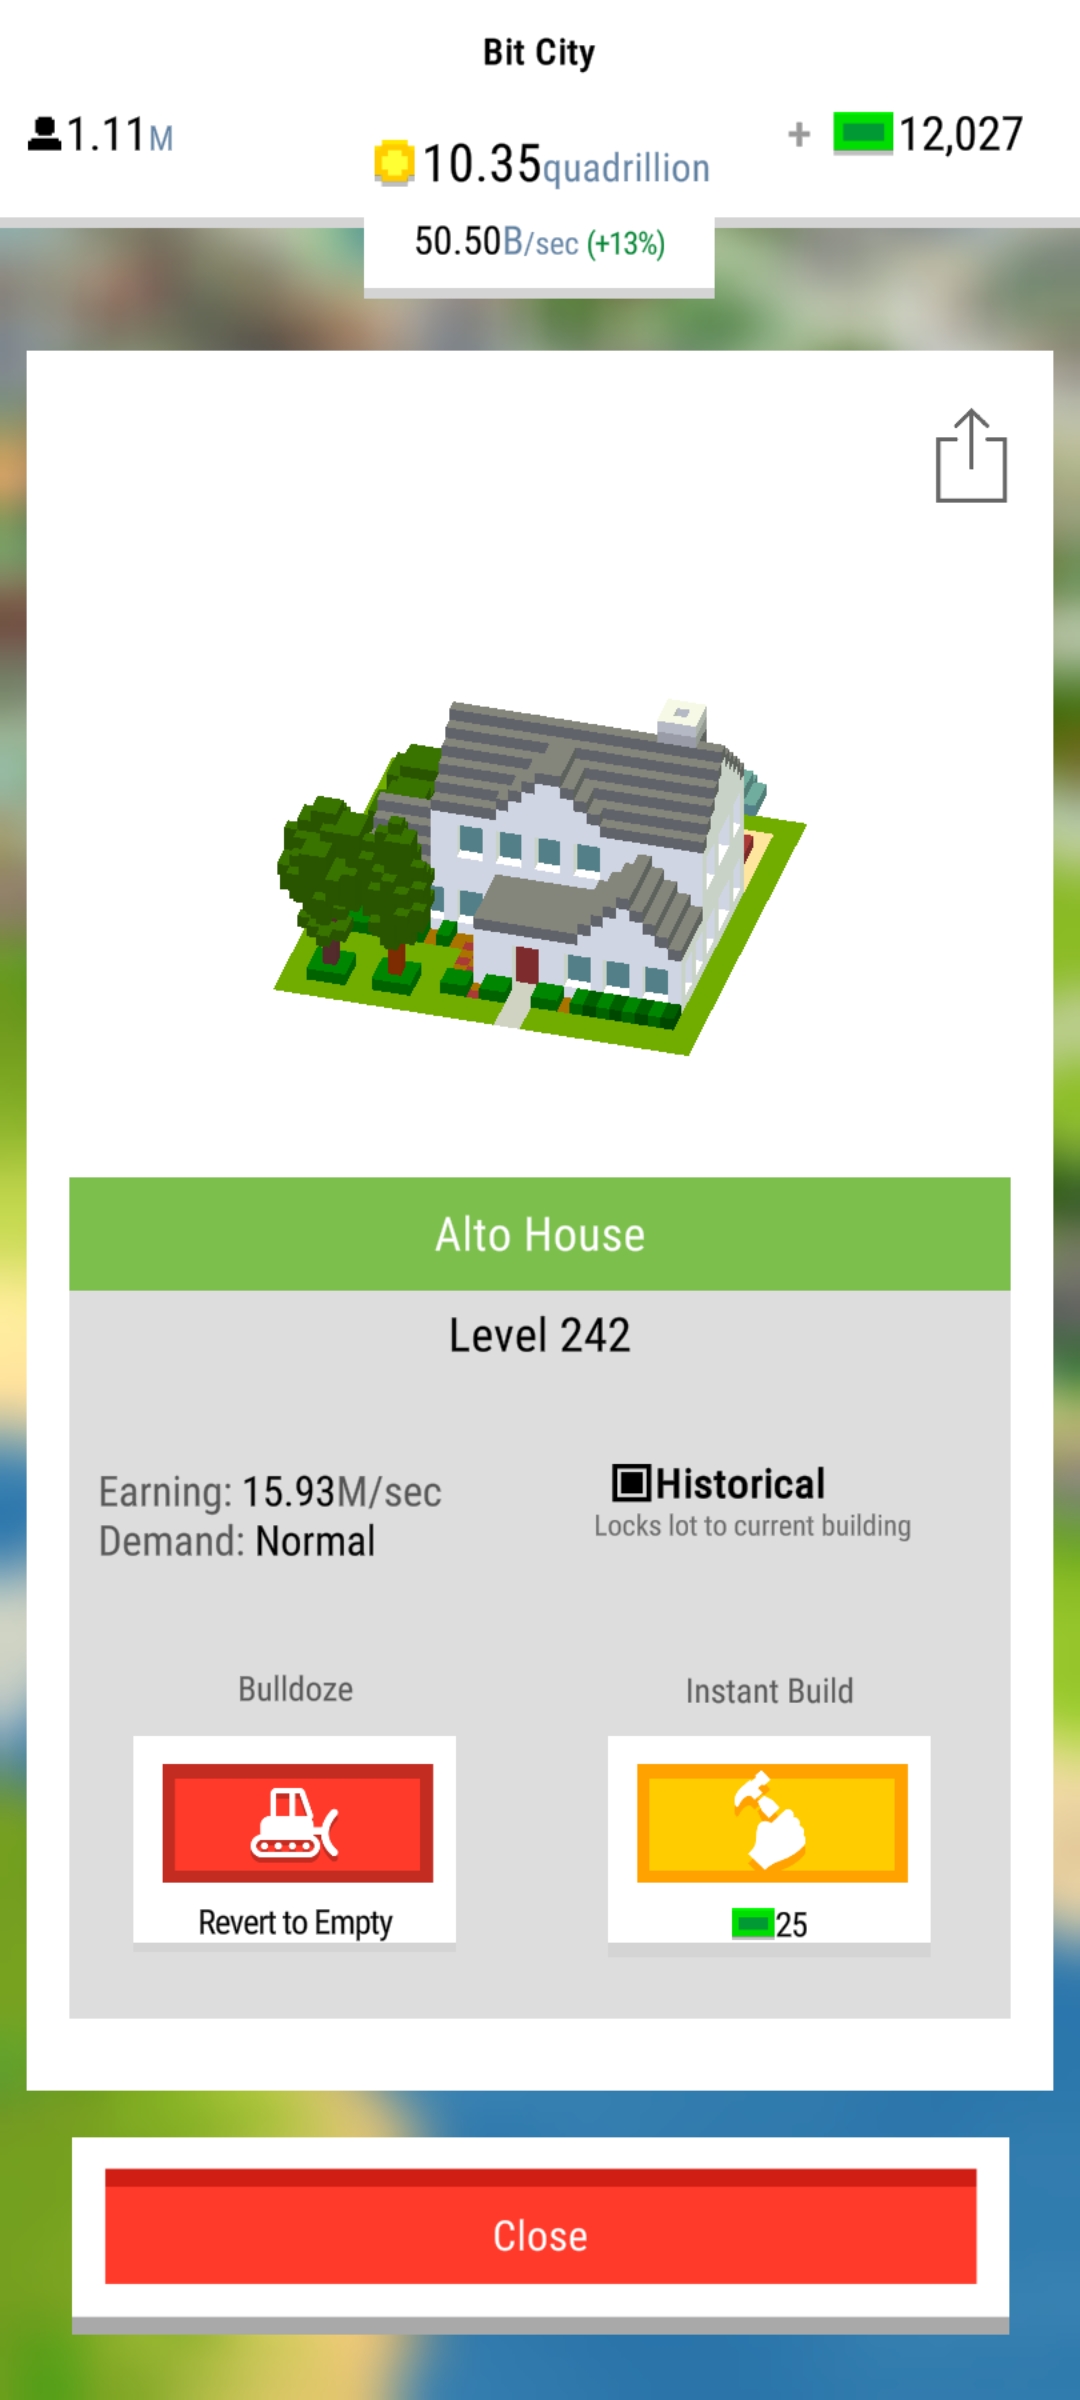 Bit City
1.11M
10.35quadrillion
+ 12,027
50.50B/sec (+13%)
Alto House
Level 242
Earning: 15.93M/sec
Demand: Normal
Historical
Locks lot to current building
Bulldoze
Instant Build
Revert to Empty
25
Close